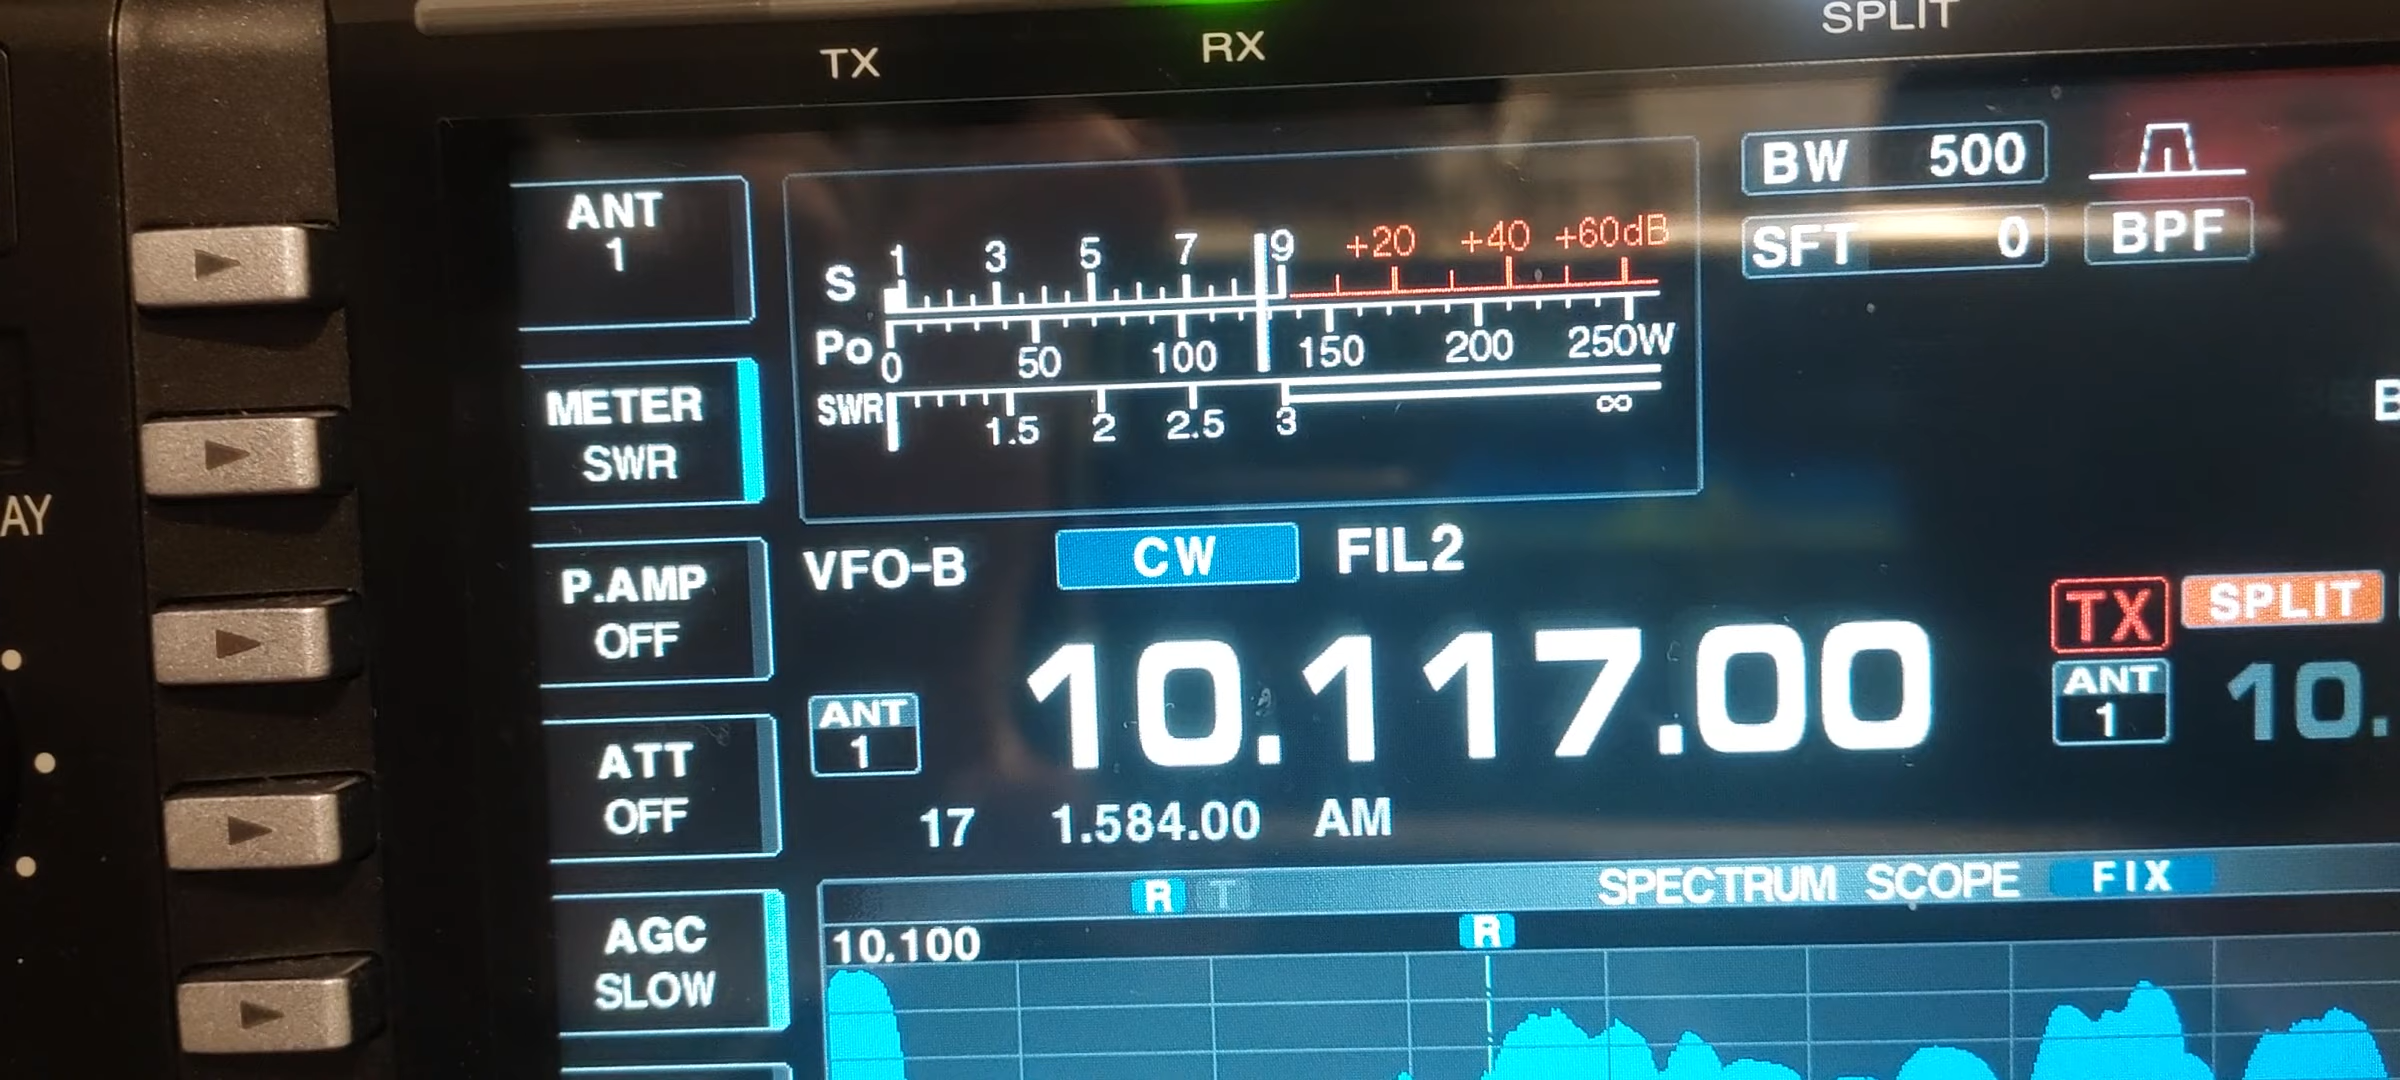 TX RX SPLIT
ANT
1
METER
SWR
P.AMP
OFF
ATT
OFF
AGC
SLOW
AY
S 1 3 5 7 9 +20 +40 +60dB
Po 0 50 100 150 200 250W
SWR 1.5 2 2.5 3 ∞
BW 500
SFT 0 BPF
B
VFO-B CW FIL2
TX SPLIT
ANT
1
10.117.00
ANT
1
10.
17 1.584.00 AM
R T SPECTRUM SCOPE FIX
10.100 R